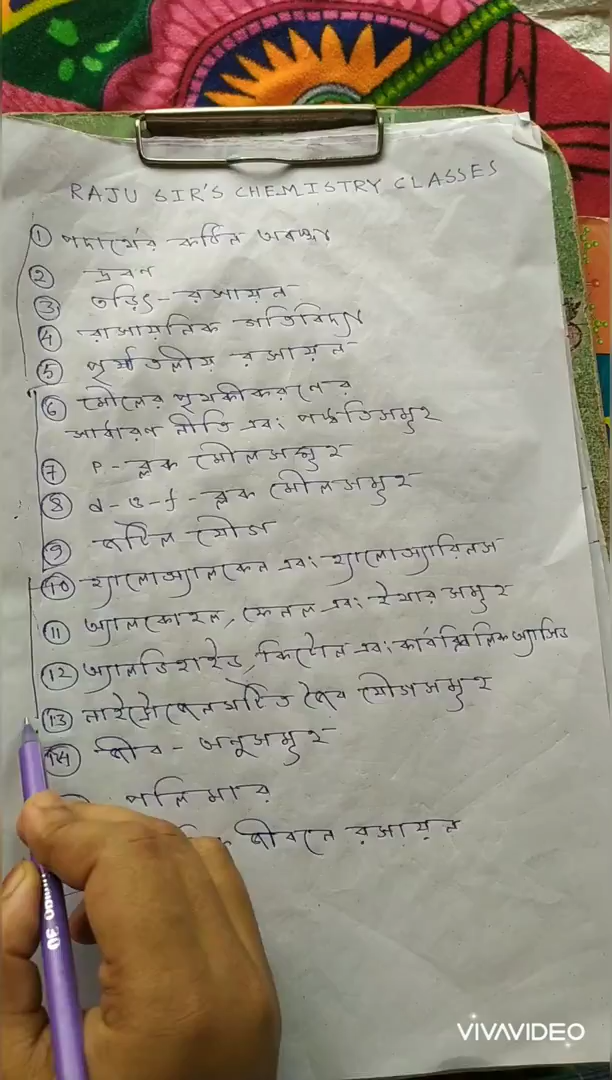 RAJU SIR'S CHEMISTRY CLASSES
① পদার্থের কঠিন অবস্থা
② দ্রবণ
③ তড়িৎ-রসায়ন
④ রাসায়নিক গতিবিদ্যা
⑤ পৃষ্ঠতলীয় রসায়ন
⑥ মৌলের পৃথকীকরণের
সাধারণ নীতি এবং পদ্ধতিসমূহ
⑦ P-ব্লক মৌলসমূহ
⑧ d-ও-f-ব্লক মৌলসমূহ
⑨ জটিল যৌগ
⑩ হ্যালোঅ্যালকেন এবং হ্যালোঅ্যারিনস
⑪ অ্যালকোহল, ফেনল এবং ইথার সমূহ
⑫ অ্যালডিহাইড, কিটোন এবং কার্বক্সিলিক অ্যাসিড
⑬ নাইট্রোজেনঘটিত জৈব যৌগসমূহ
⑭ জীব-অনুসমূহ
পলিমার
জীবনে রসায়ন
VIVAVIDEO